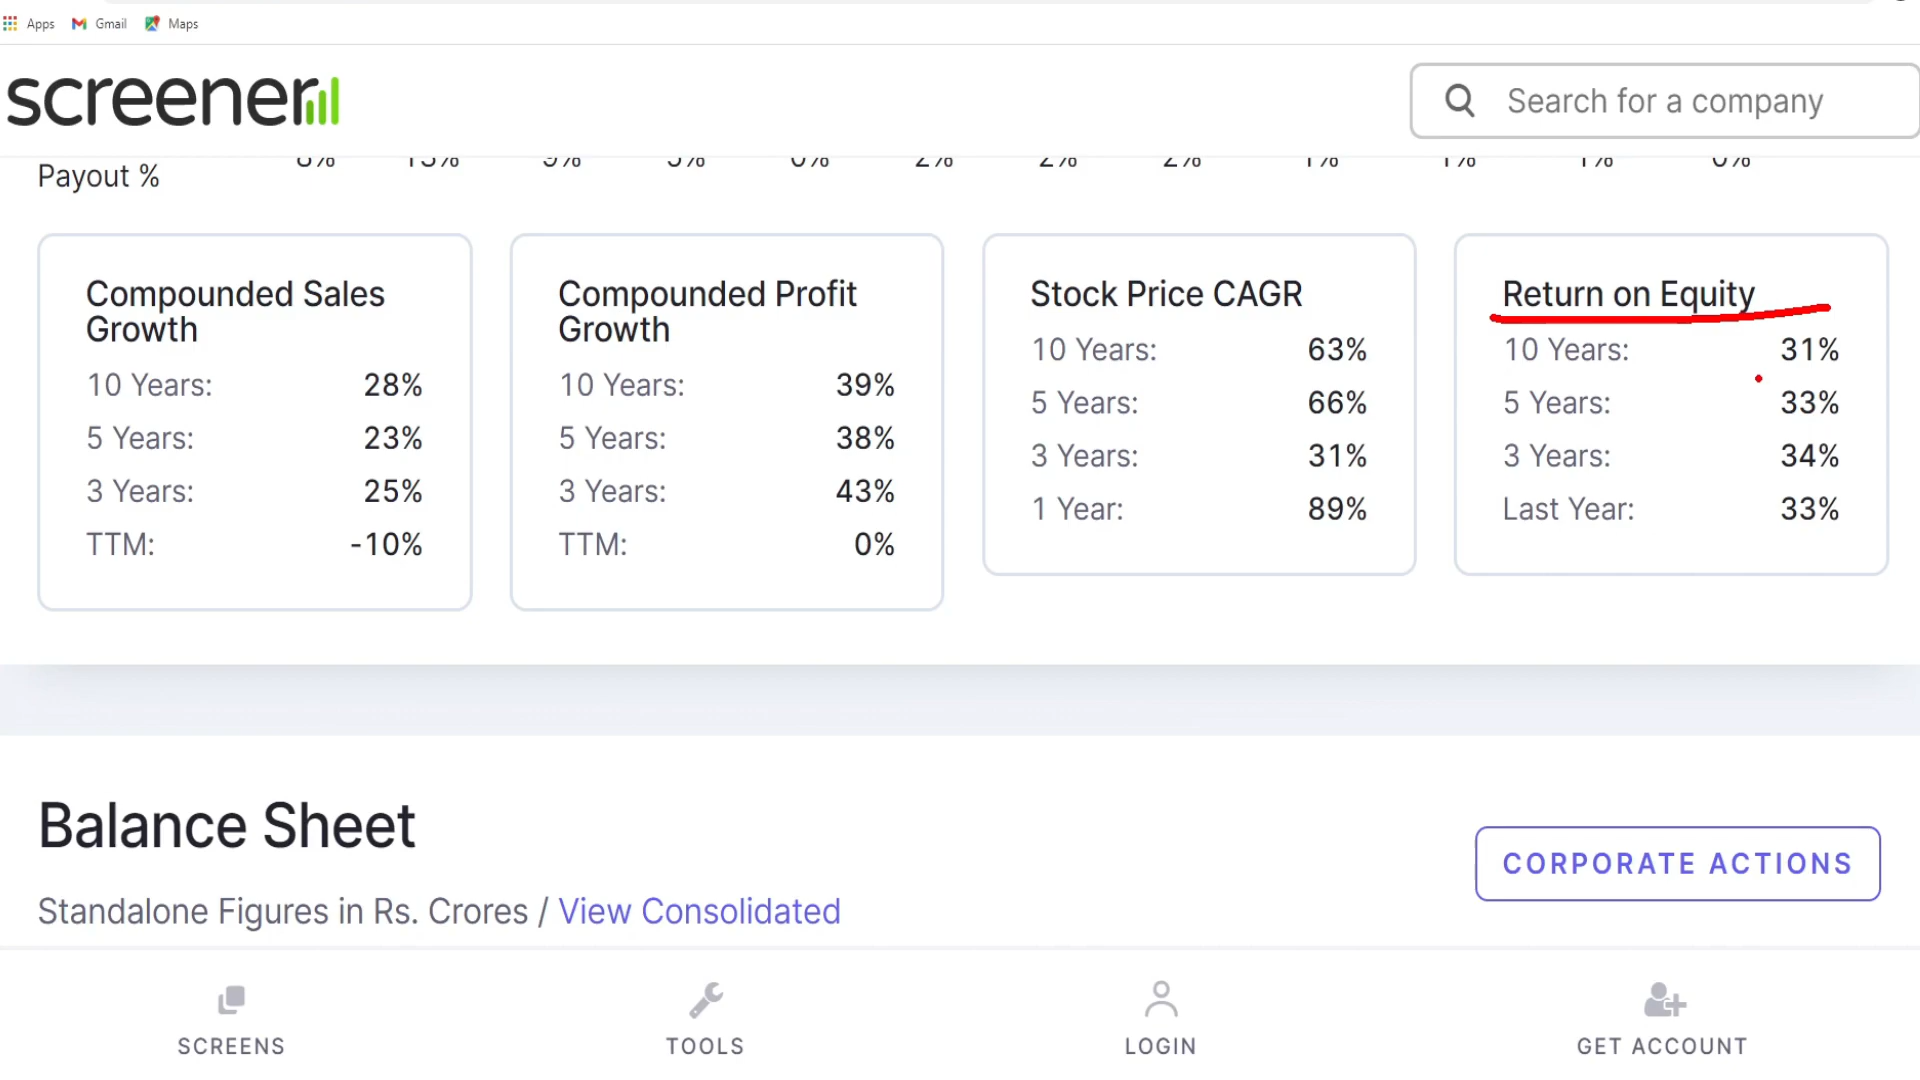 Apps Gmail Maps
screener
Search for a company
Payout %
Compounded Sales
Growth
10 Years: 28%
5 Years: 23%
3 Years: 25%
TTM: -10%
Compounded Profit
Growth
10 Years: 39%
5 Years: 38%
3 Years: 43%
TTM: 0%
Stock Price CAGR
10 Years: 63%
5 Years: 66%
3 Years: 31%
1 Year: 89%
Return on Equity
10 Years: 31%
5 Years: 33%
3 Years: 34%
Last Year: 33%
Balance Sheet
CORPORATE ACTIONS
Standalone Figures in Rs. Crores / View Consolidated
SCREENS TOOLS LOGIN GET ACCOUNT